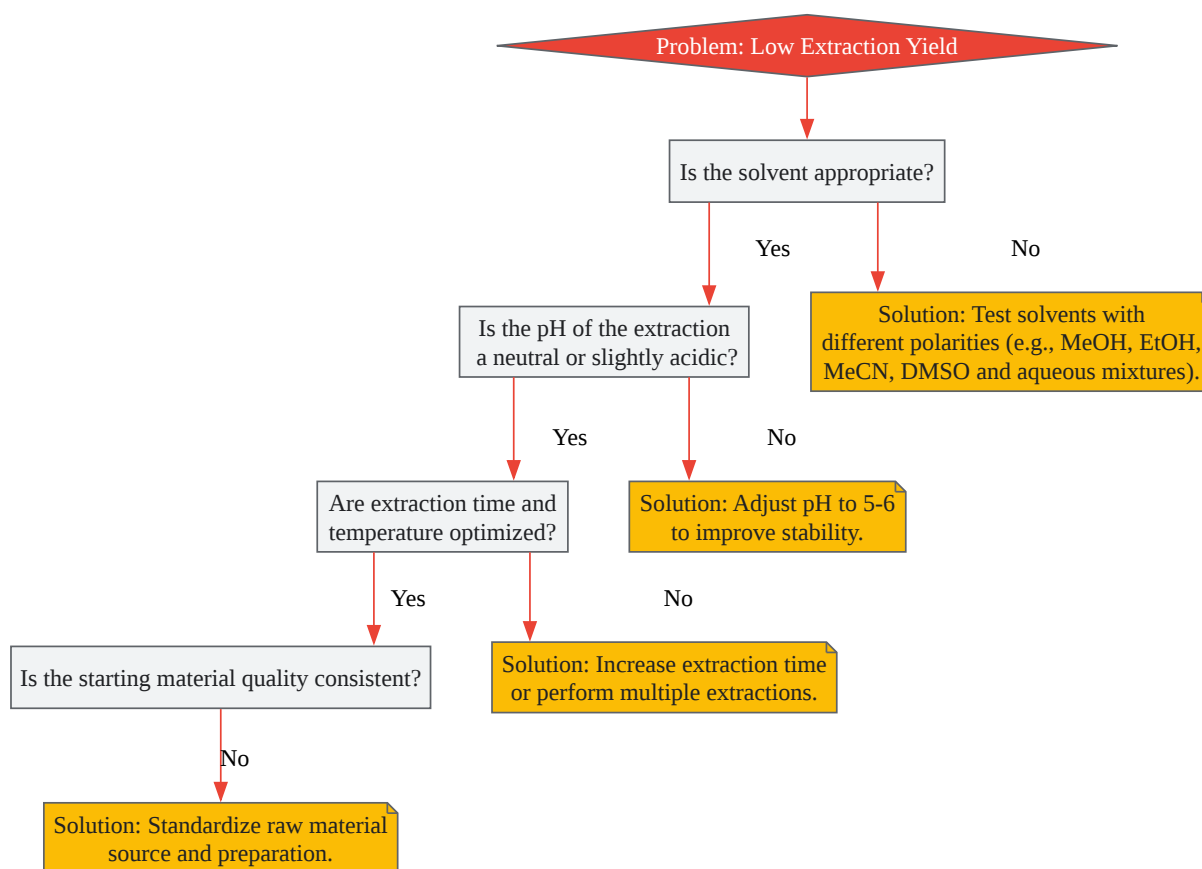 Problem: Low Extraction Yield
Is the solvent appropriate?
Yes
No
Is the pH of the extraction
a neutral or slightly acidic?
Solution: Test solvents with
different polarities (e.g., MeOH, EtOH,
MeCN, DMSO and aqueous mixtures).
Yes
No
Are extraction time and
temperature optimized?
Solution: Adjust pH to 5-6
to improve stability.
Yes
No
Is the starting material quality consistent?
Solution: Increase extraction time
or perform multiple extractions.
No
Solution: Standardize raw material
source and preparation.